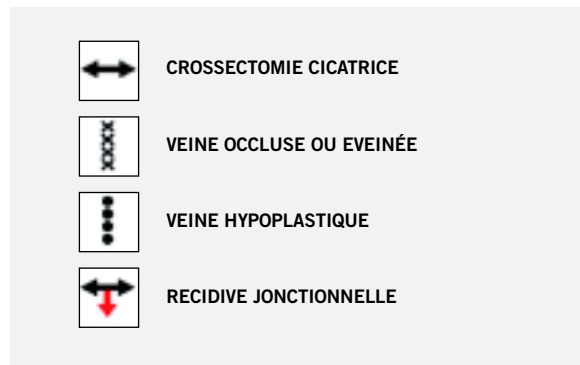 CROSSECTOMIE CICATRICE
VEINE OCCLUSE OU EVEINÉE
VEINE HYPOPLASTIQUE
RECIDIVE JONCTIONNELLE